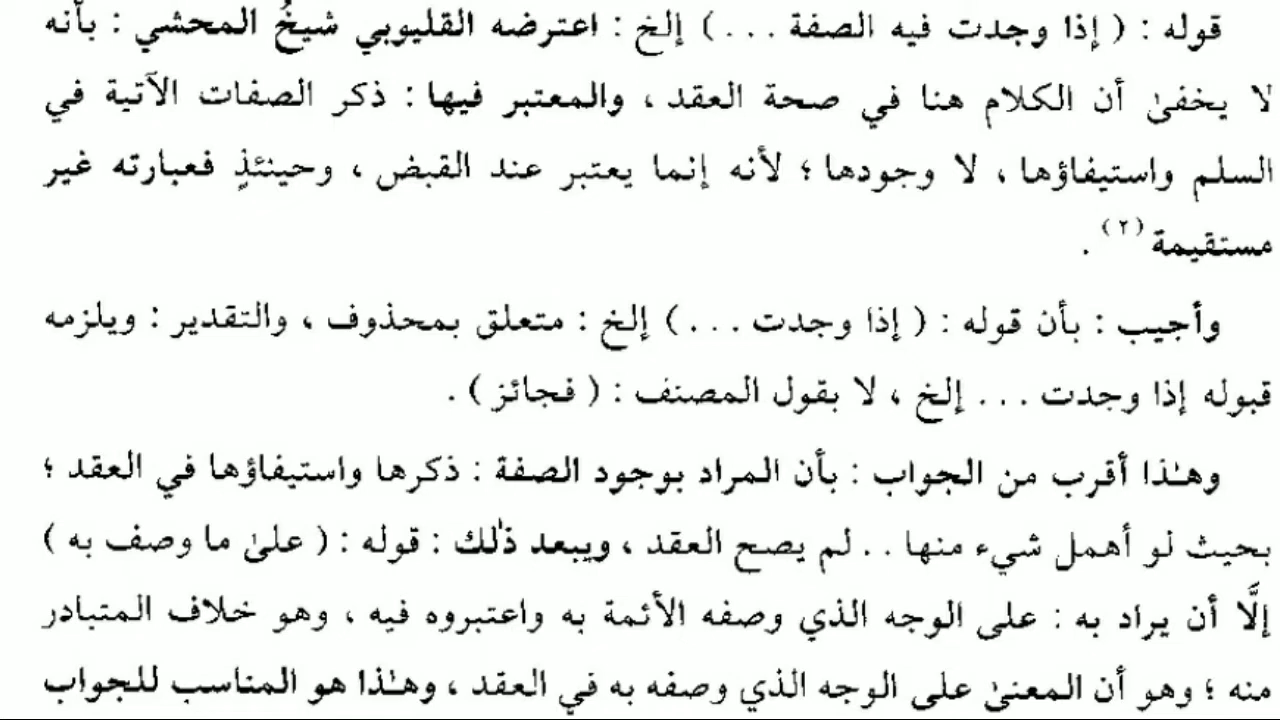 قوله : ( إذا وجدت فيه الصفة . . . ) إلخ : اعترضه القليوبي شيخُ المحشي : بأنه
لا يخفىٰ أن الكلام هنا في صحة العقد ، والمعتبر فيها : ذكر الصفات الآتية في
السلم واستيفاؤها ، لا وجودها ؛ لأنه إنما يعتبر عند القبض ، وحينئذٍ فعبارته غير
مستقيمة (٢) .
وأجيب : بأن قوله : ( إذا وجدت . . . ) إلخ : متعلق بمحذوف ، والتقدير : ويلزمه
قبوله إذا وجدت . . . إلخ ، لا بقول المصنف : ( فجائز ) .
وهـٰذا أقرب من الجواب : بأن المراد بوجود الصفة : ذكرها واستيفاؤها في العقد ؛
بحيث لو أهمل شيء منها . . لم يصح العقد ، ويبعد ذٰلك : قوله : ( علىٰ ما وصف به )
إلَّا أن يراد به : على الوجه الذي وصفه الأئمة به واعتبروه فيه ، وهو خلاف المتبادر
منه ؛ وهو أن المعنىٰ على الوجه الذي وصفه به في العقد ، وهـٰذا هو المناسب للجواب